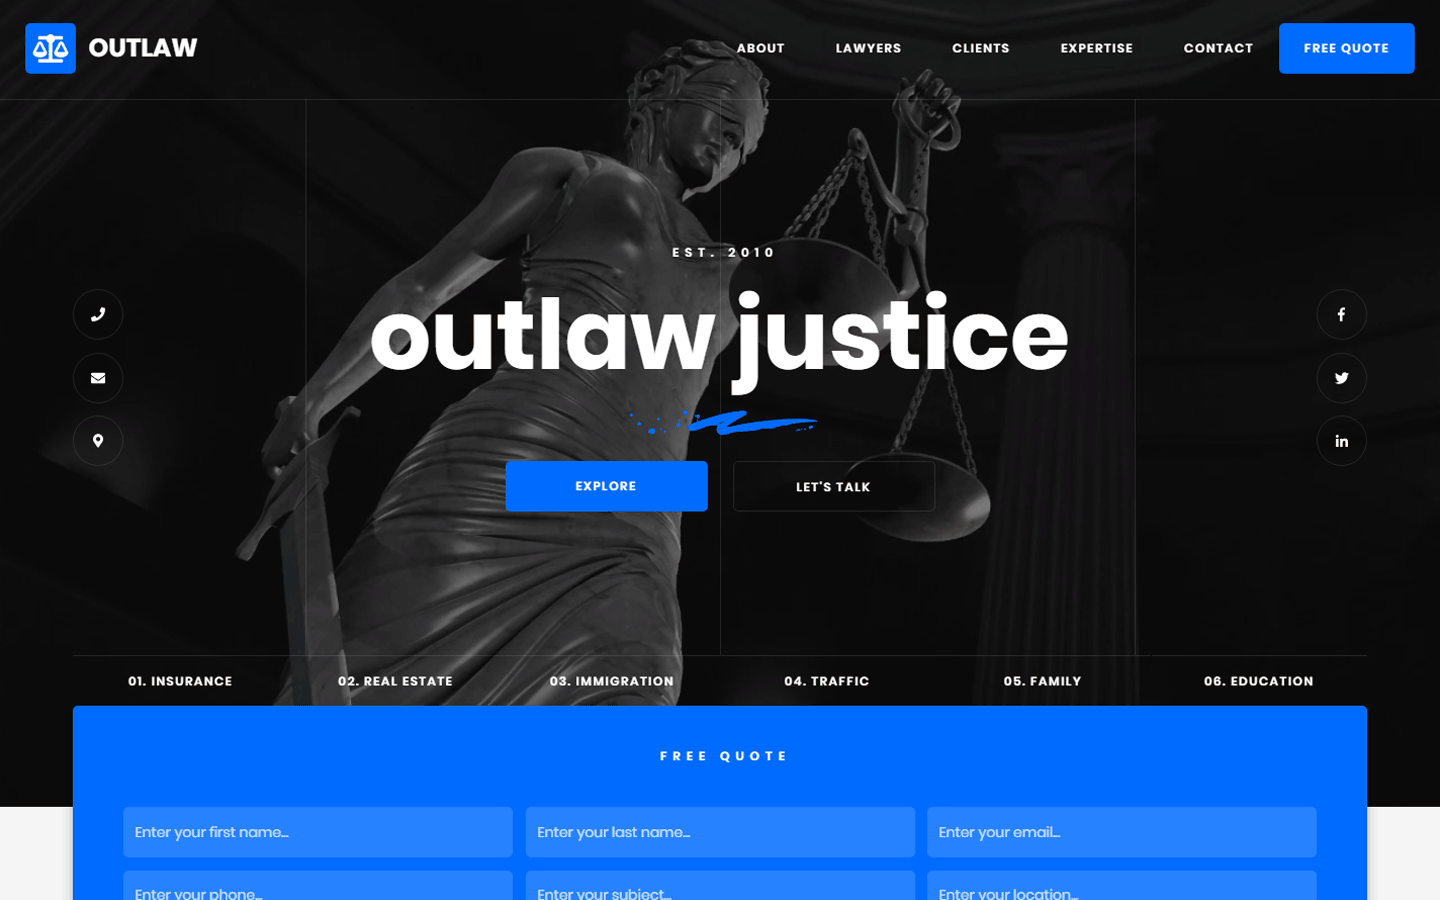 OUTLAW
ABOUT LAWYERS CLIENTS EXPERTISE CONTACT FREE QUOTE
EST. 2010
outlaw justice
EXPLORE LET'S TALK
01. INSURANCE 02. REAL ESTATE 03. IMMIGRATION 04. TRAFFIC 05. FAMILY 06. EDUCATION
FREE QUOTE
Enter your first name... Enter your last name... Enter your email...
Enter your phone... Enter your subject... Enter your location...